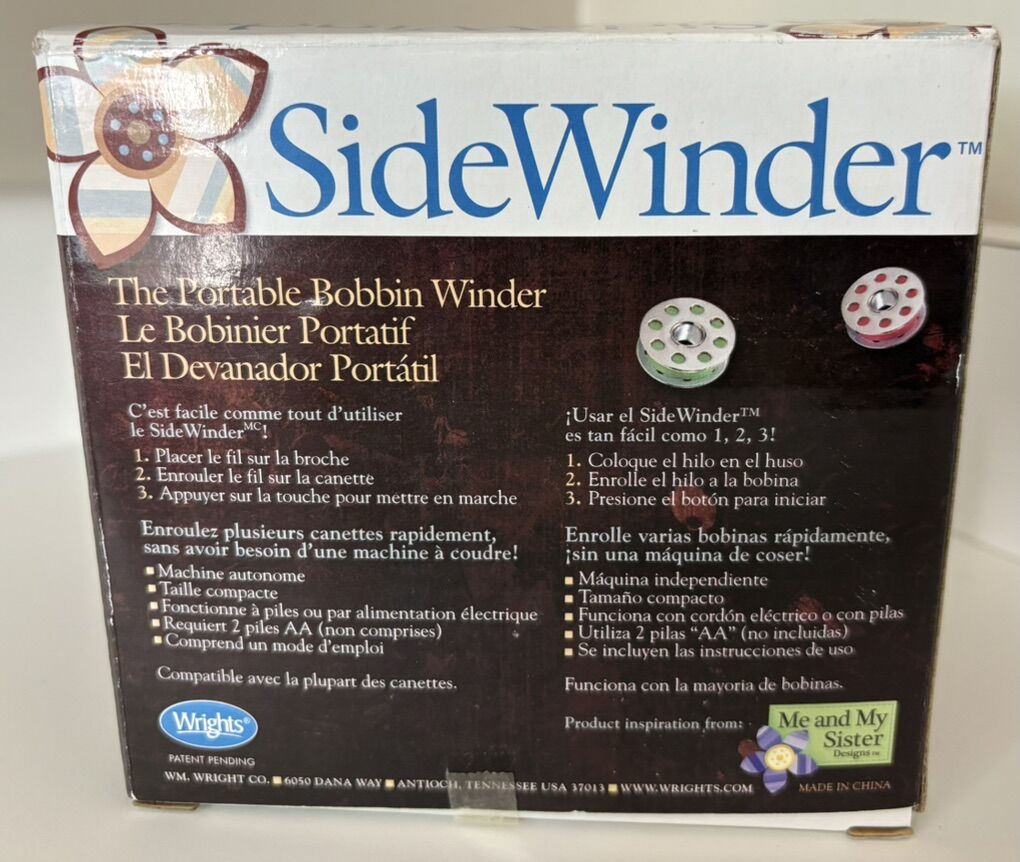 SideWinder™
The Portable Bobbin Winder
Le Bobinier Portatif
El Devanador Portátil
C'est facile comme tout d'utiliser
le SideWinderMC!
1. Placer le fil sur la broche
2. Enrouler le fil sur la canette
3. Appuyer sur la touche pour mettre en marche
Enroulez plusieurs canettes rapidement,
sans avoir besoin d'une machine à coudre!
▪ Machine autonome
▪ Taille compacte
▪ Fonctionne à piles ou par alimentation électrique
▪ Requiert 2 piles AA (non comprises)
▪ Comprend un mode d'emploi
Compatible avec la plupart des canettes.
¡Usar el SideWinder™
es tan fácil como 1, 2, 3!
1. Coloque el hilo en el huso
2. Enrolle el hilo a la bobina
3. Presione el botón para iniciar
Enrolle varias bobinas rápidamente,
¡sin una máquina de coser!
▪ Máquina independiente
▪ Tamaño compacto
▪ Funciona con cordón eléctrico o con pilas
▪ Utiliza 2 pilas "AA" (no incluidas)
▪ Se incluyen las instrucciones de uso
Funciona con la mayoria de bobinas.
Product inspiration from:
Me and My
Sister
Designs™
Wrights®
PATENT PENDING
WM. WRIGHT CO. ▪ 6050 DANA WAY ▪ ANTIOCH, TENNESSEE USA 37013 ▪ WWW.WRIGHTS.COM
MADE IN CHINA